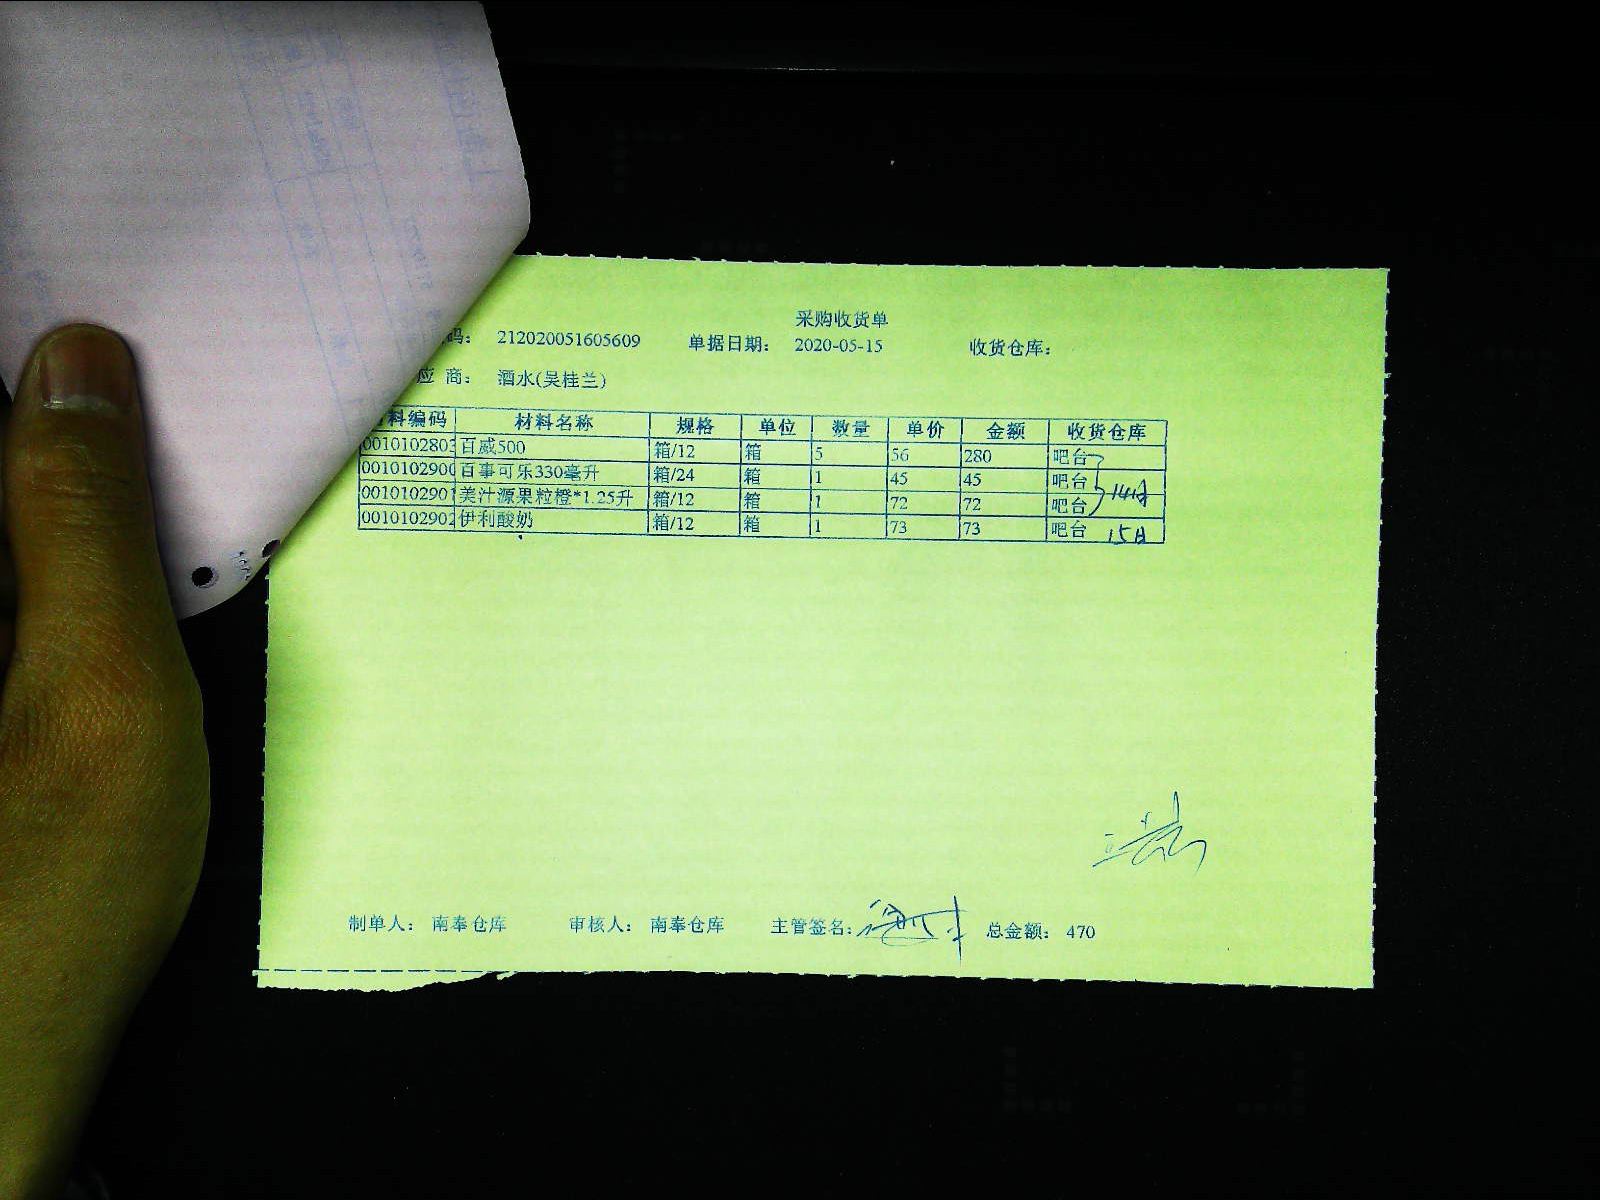 采购收货单
码： 212020051605609 单据日期： 2020-05-15 收货仓库：
应 商： 酒水(吴桂兰)
料编码 材料名称 规格 单位 数量 单价 金额 收货仓库
0010102803 百威500 箱/12 箱 5 56 280 吧台
0010102900 百事可乐330毫升 箱/24 箱 1 45 45 吧台
0010102901 美汁源果粒橙*1.25升 箱/12 箱 1 72 72 吧台 14日
0010102902 伊利酸奶 箱/12 箱 1 73 73 吧台 15日
制单人： 南奉仓库 审核人： 南奉仓库 主管签名： 总金额： 470